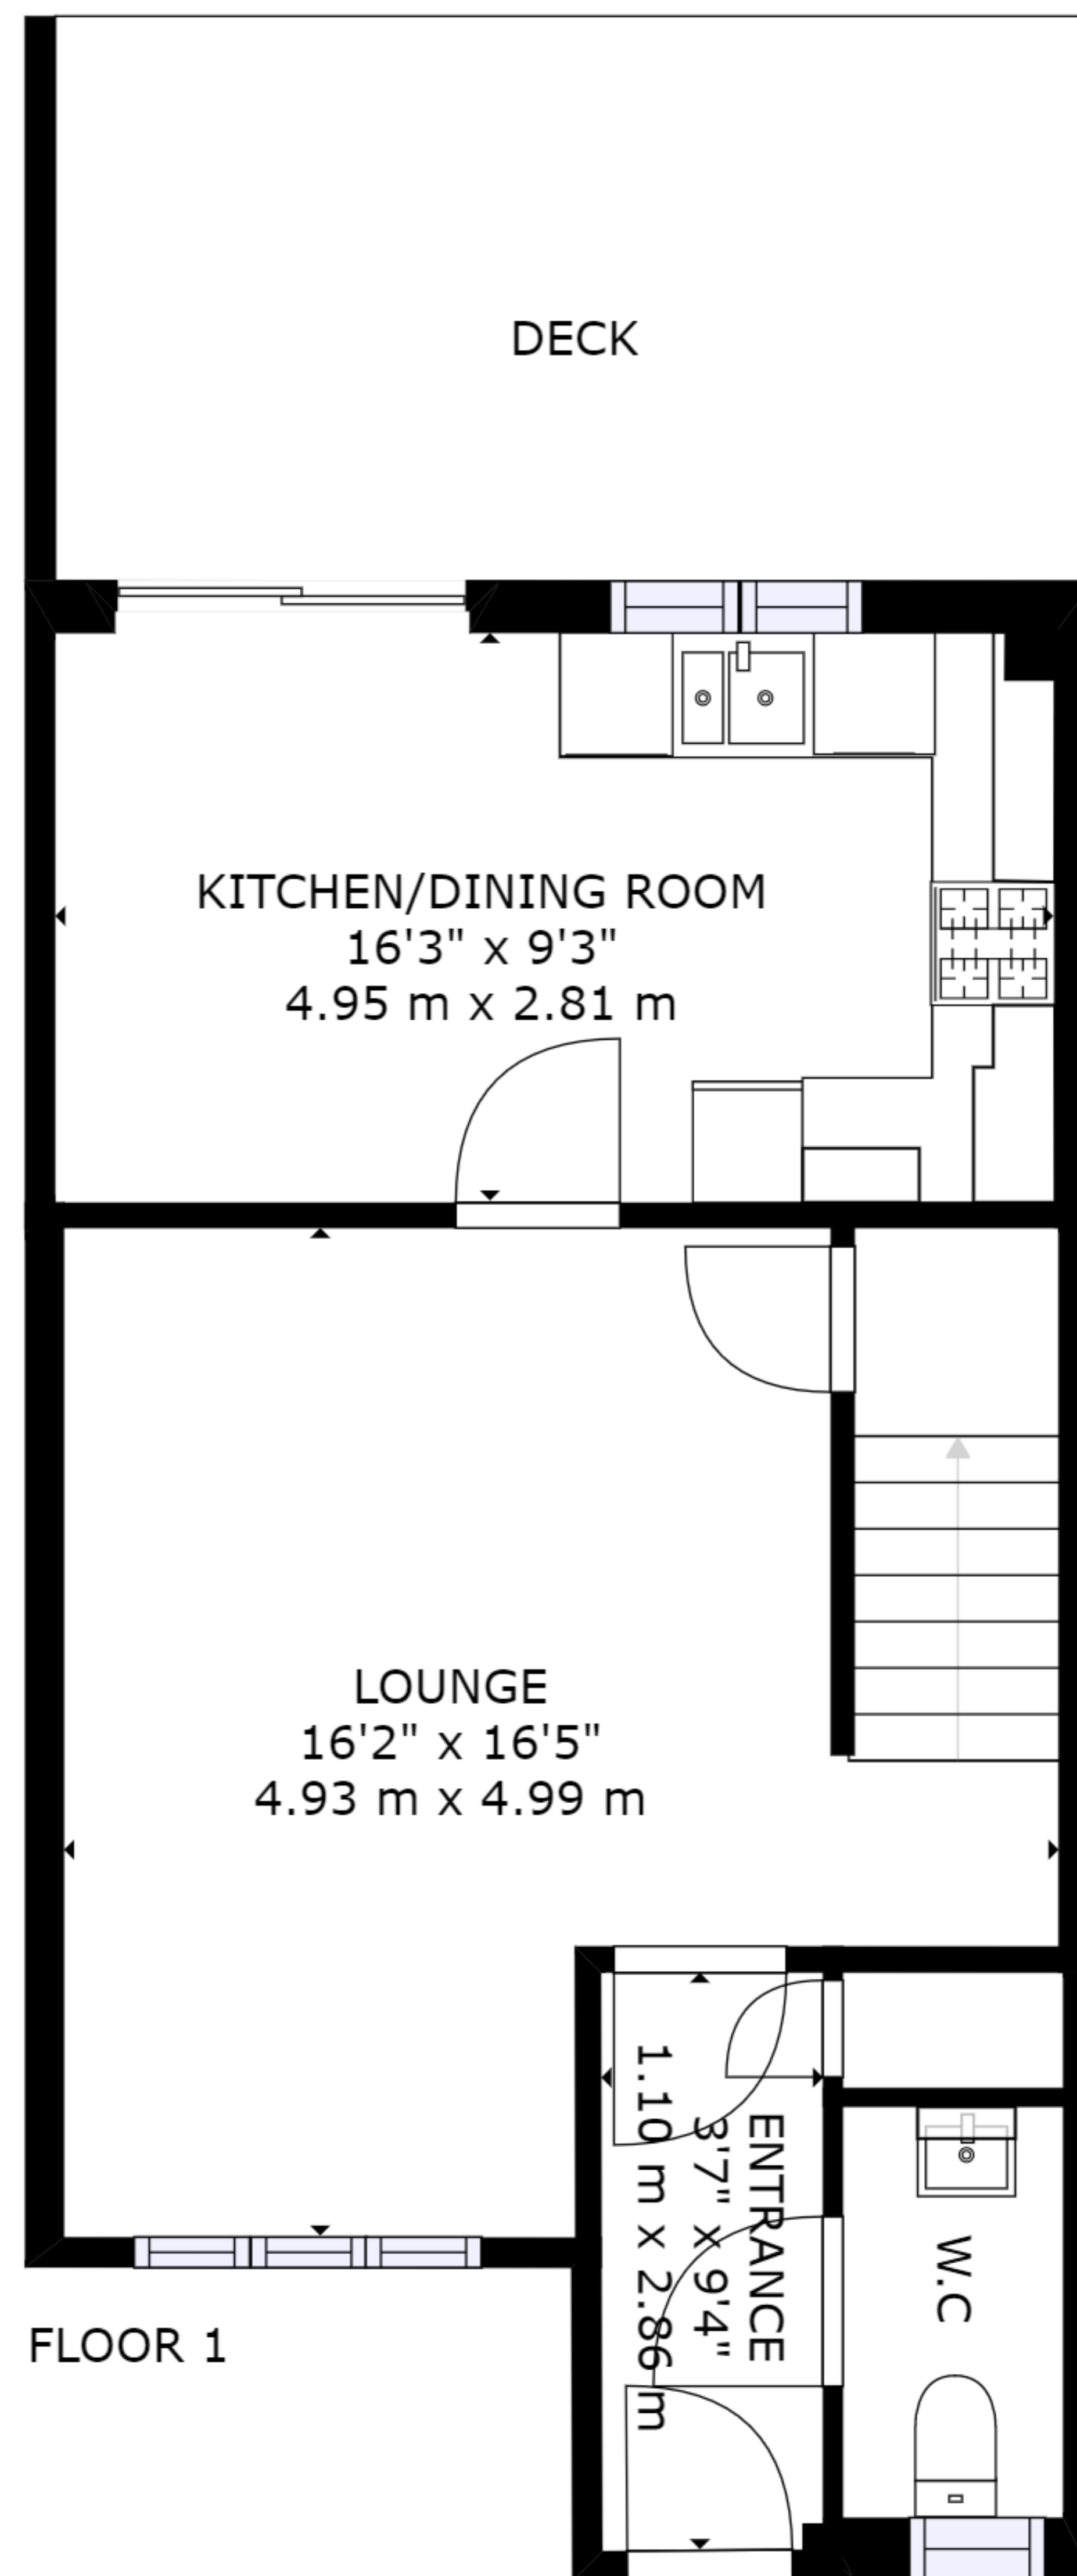 DECK
KITCHEN/DINING ROOM
16'3" x 9'3"
4.95 m x 2.81 m
LOUNGE
16'2" x 16'5"
4.93 m x 4.99 m
ENTRANCE
3'7" x 9'4"
1.10 m x 2.86 m
W.C
FLOOR 1